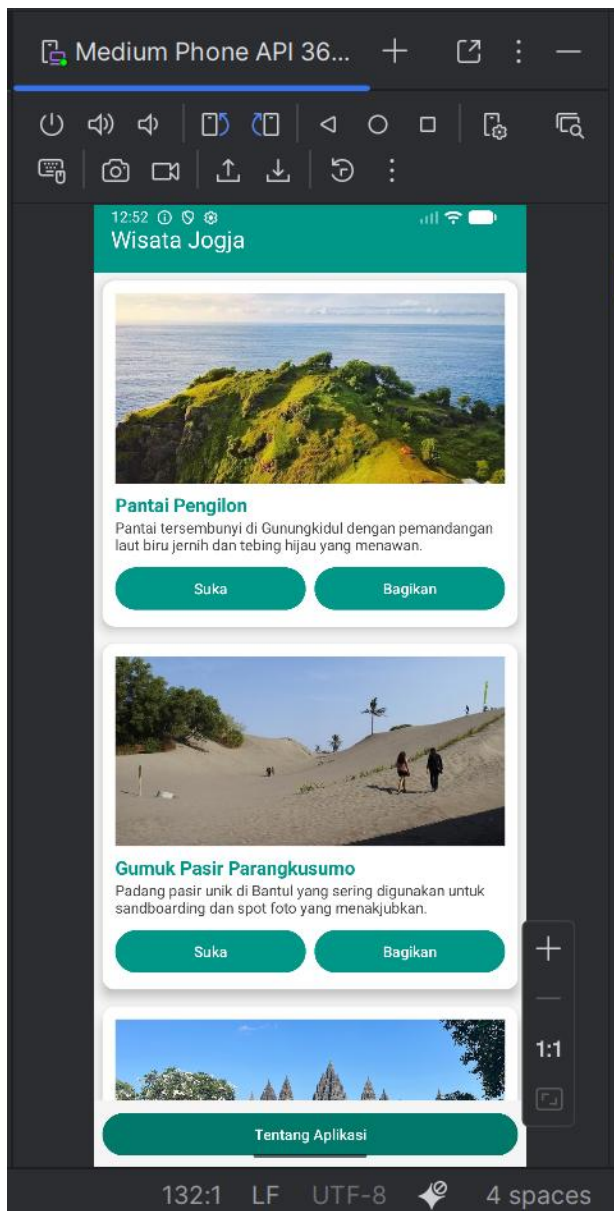 Medium Phone API 36...
12:52
Wisata Jogja
Pantai Pengilon
Pantai tersembunyi di Gunungkidul dengan pemandangan
laut biru jernih dan tebing hijau yang menawan.
Suka Bagikan
Gumuk Pasir Parangkusumo
Padang pasir unik di Bantul yang sering digunakan untuk
sandboarding dan spot foto yang menakjubkan.
Suka Bagikan
1:1
Tentang Aplikasi
132:1 LF UTF-8 4 spaces